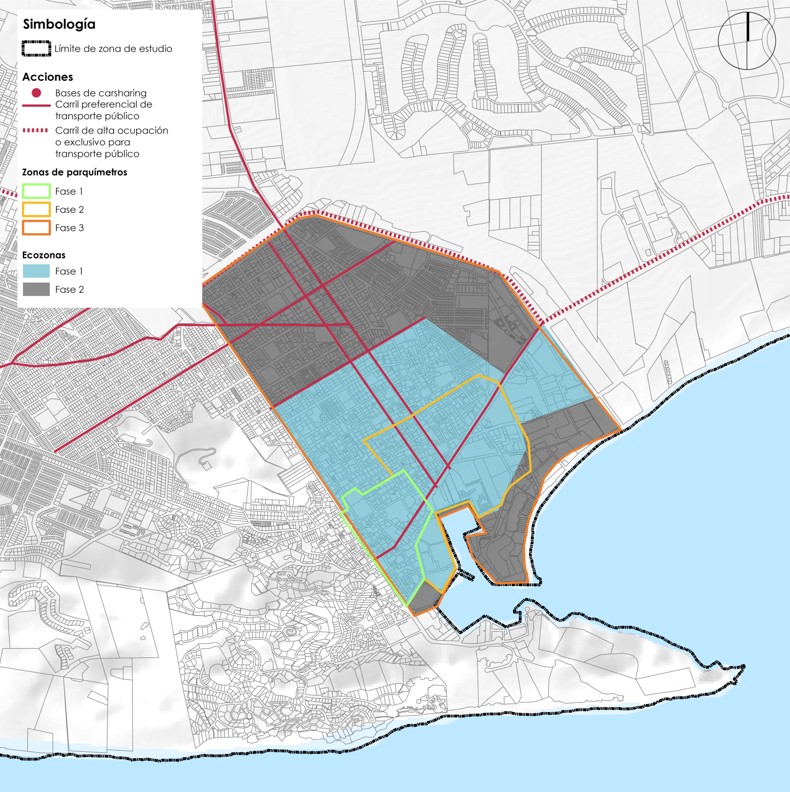 Simbología
Límite de zona de estudio
Acciones
Bases de carsharing
Carril preferencial de
transporte público
Carril de alta ocupación
o exclusivo para
transporte público
Zonas de parquímetros
Fase 1
Fase 2
Fase 3
Ecozonas
Fase 1
Fase 2